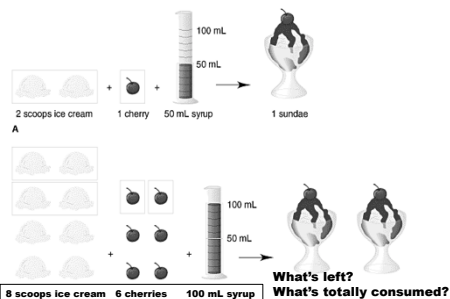 100 mL
50 mL
+ +
2 scoops ice cream 1 cherry 50 mL syrup 1 sundae
A
100 mL
50 mL
+ +
What's left?
8 scoops ice cream 6 cherries 100 mL syrup What's totally consumed?